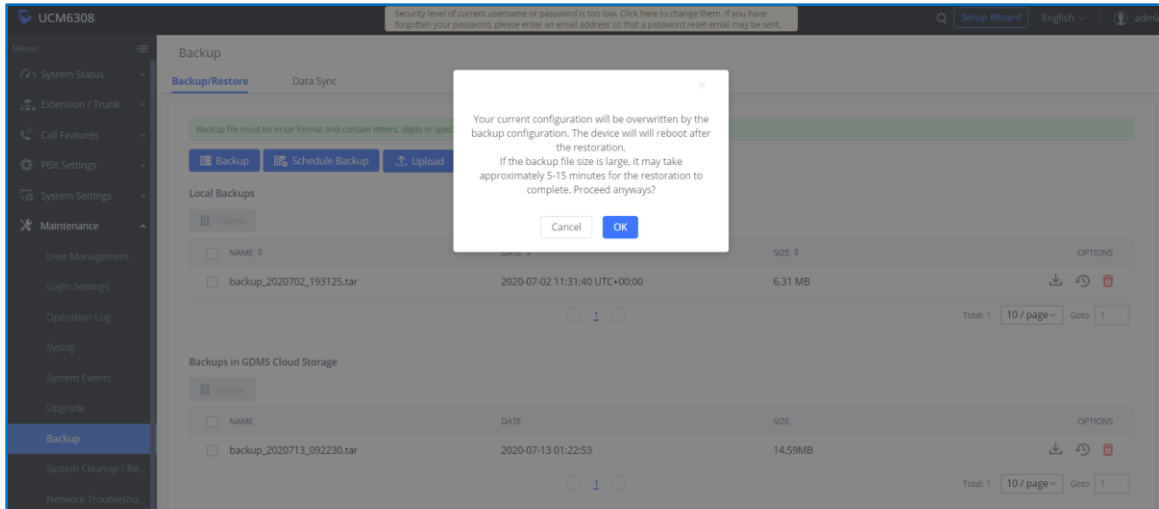 UCM6308
Security level of current username or password is too low. Click here to change them. If you have
forgotten your password, please enter an email address so that a password reset email may be sent.
Setup Wizard
English
admin
Menus
System Status
Extension / Trunk
Call Features
PBX Settings
System Settings
Maintenance
User Management
Login Settings
Operation Log
Syslog
System Events
Upgrade
Backup
System Cleanup / Re...
Network Troublesho...
Backup
Backup/Restore
Data Sync
Backup file must be in tar format and contain letters, digits or spec
Backup
Schedule Backup
Upload
Your current configuration will be overwritten by the
backup configuration. The device will will reboot after
the restoration.
If the backup file size is large, it may take
approximately 5-15 minutes for the restoration to
complete. Proceed anyways?
Cancel
OK
Local Backups
Delete
NAME
DATE
SIZE
OPTIONS
backup_2020702_193125.tar
2020-07-02 11:31:40 UTC+00:00
6.31 MB
1
Total: 1
10 / page
Goto
1
Backups in GDMS Cloud Storage
Delete
NAME
DATE
SIZE
OPTIONS
backup_2020713_092230.tar
2020-07-13 01:22:53
14.59MB
1
Total: 1
10 / page
Goto
1